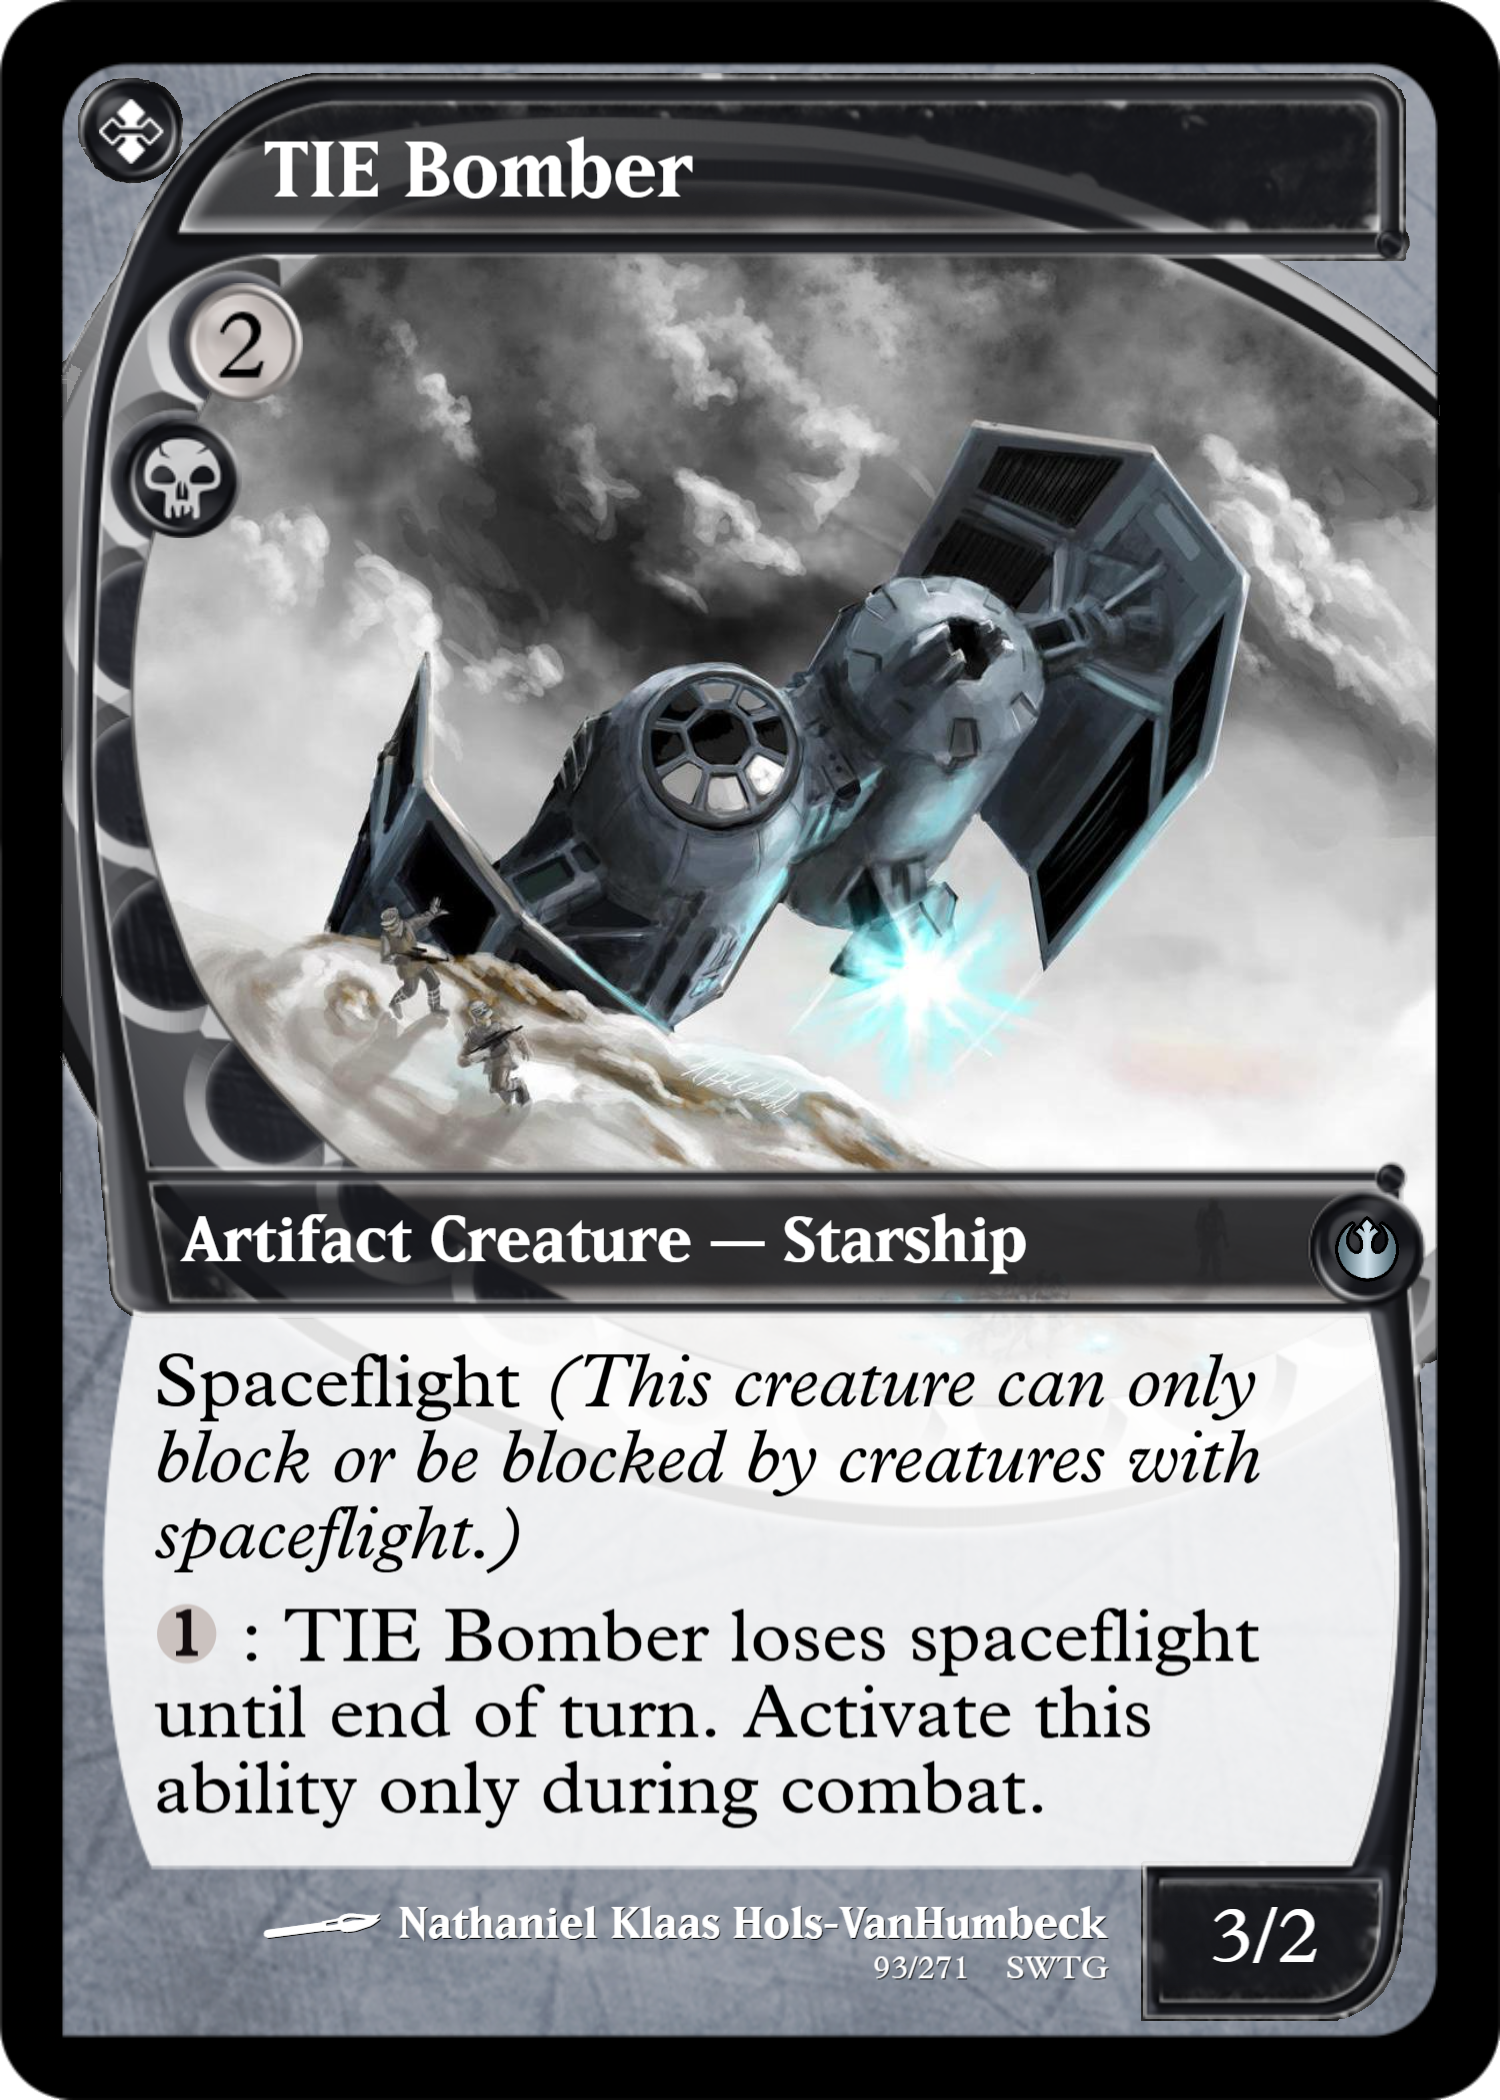 TIE Bomber
2
Artifact Creature — Starship
Spaceflight (This creature can only
block or be blocked by creatures with
spaceflight.)
1 : TIE Bomber loses spaceflight
until end of turn. Activate this
ability only during combat.
Nathaniel Klaas Hols-VanHumbeck
93/271 SWTG
3/2